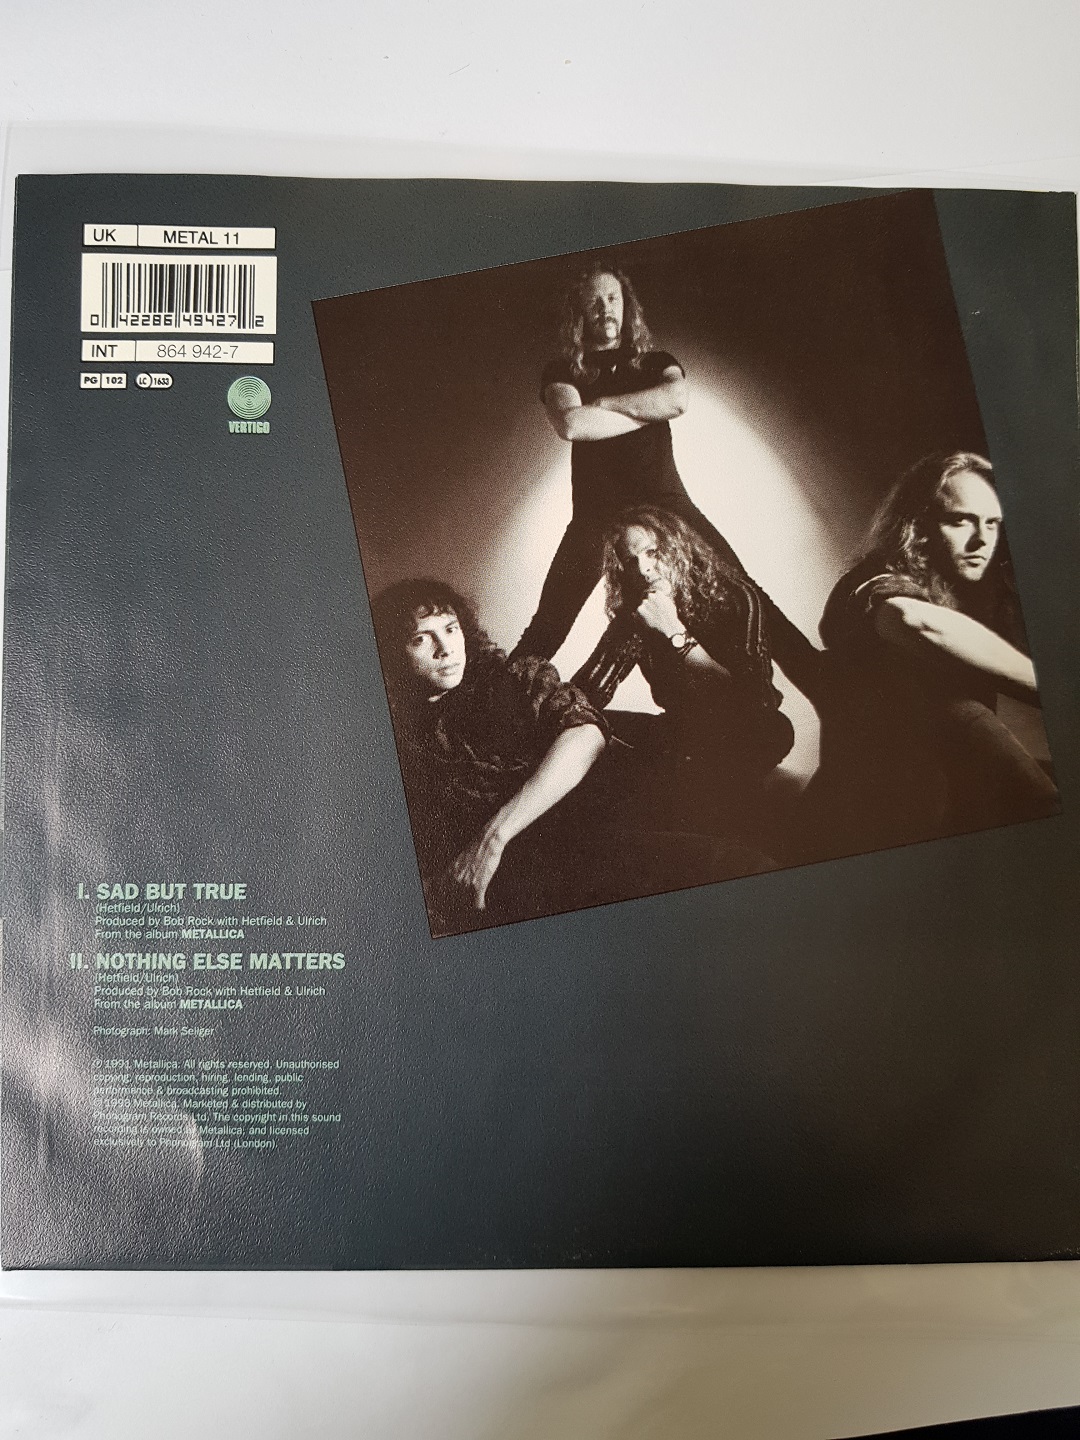 UK METAL 11
0 42286 49427 2
INT 864 942-7
PG 102 LC 1633
VERTIGO
I. SAD BUT TRUE
(Hetfield/Ulrich)
Produced by Bob Rock with Hetfield & Ulrich
From the album METALLICA
II. NOTHING ELSE MATTERS
(Hetfield/Ulrich)
Produced by Bob Rock with Hetfield & Ulrich
From the album METALLICA
Photograph: Mark Seliger
℗ 1991 Metallica. All rights reserved. Unauthorised
copying, reproduction, hiring, lending, public
performance & broadcasting prohibited.
© 1993 Metallica. Marketed & distributed by
Phonogram Records Ltd. The copyright in this sound
recording is owned by Metallica; and licensed
exclusively to Phonogram Ltd (London).